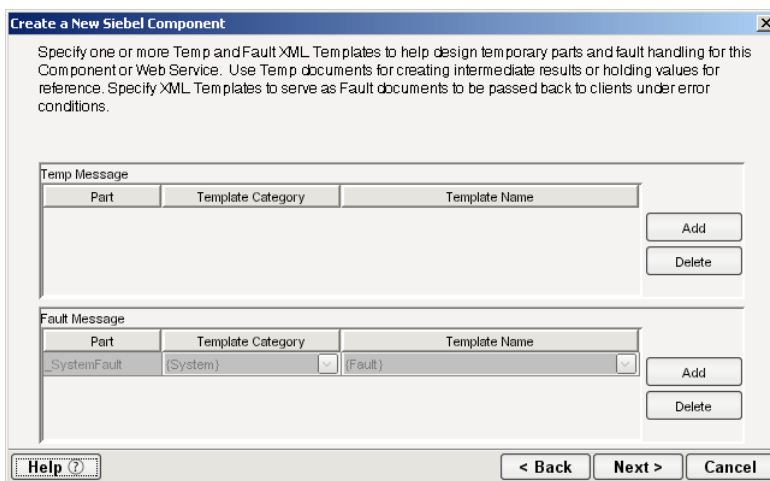 Create a New Siebel Component
Specify one or more Temp and Fault XML Templates to help design temporary parts and fault handling for this
Component or Web Service. Use Temp documents for creating intermediate results or holding values for
reference. Specify XML Templates to serve as Fault documents to be passed back to clients under error
conditions.
Temp Message
Part Template Category Template Name
Add
Delete
Fault Message
Part Template Category Template Name
_SystemFault {System} {Fault}
Add
Delete
Help ? < Back Next > Cancel